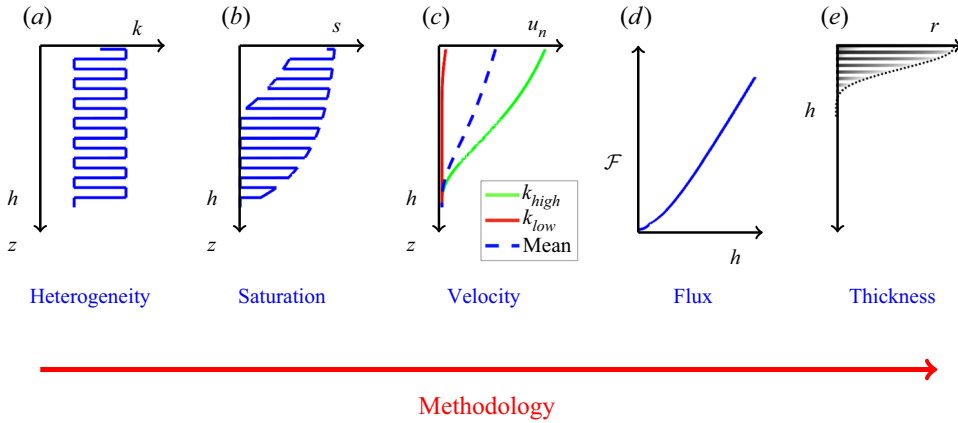 (a) (b) (c) (d) (e)
k s u_n r
h
ℱ
h h h
k_high
k_low
Mean
z z z h
Heterogeneity Saturation Velocity Flux Thickness
Methodology